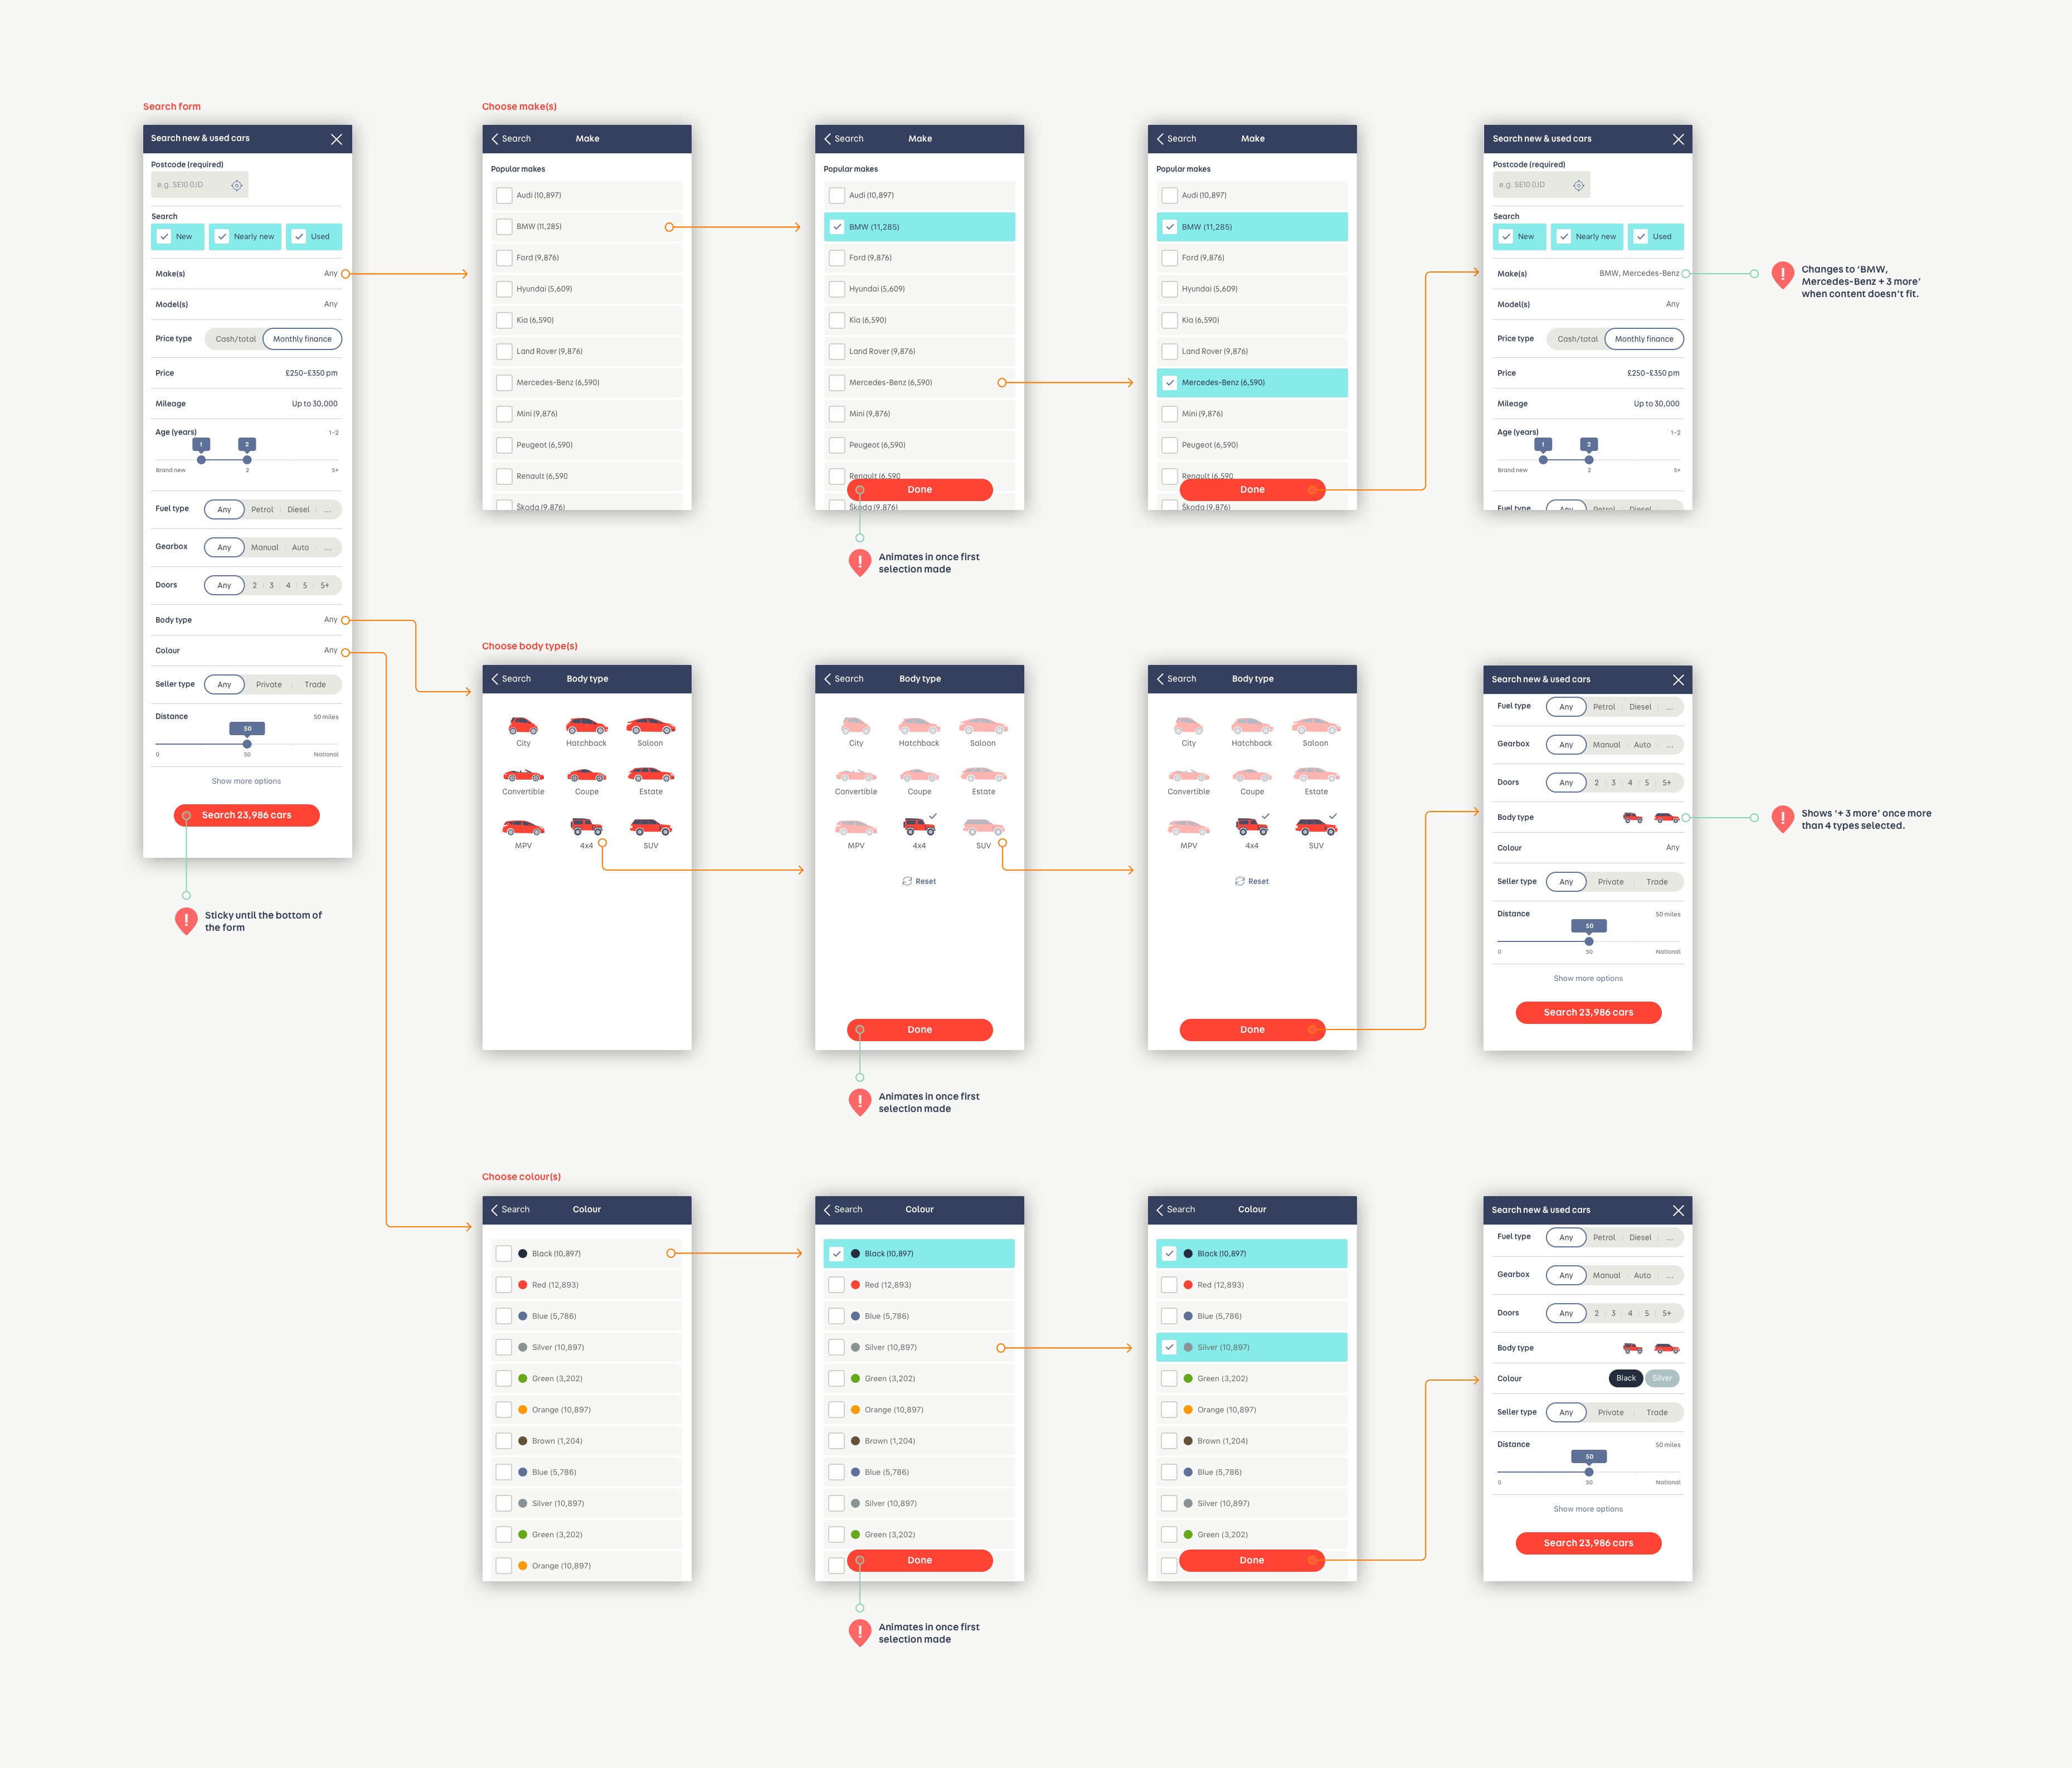 Search form
Search new & used cars
Postcode (required)
e.g. SE10 0JD
Search
New
Nearly new
Used
Make(s) Any
Model(s) Any
Price type Cash/total Monthly finance
Price £250–£350 pm
Mileage Up to 30,000
Age (years) 1–2
1 2
Brand new 2 5+
Fuel type Any Petrol Diesel ...
Gearbox Any Manual Auto ...
Doors Any 2 3 4 5 5+
Body type Any
Colour Any
Seller type Any Private Trade
Distance 50 miles
50
0 50 National
Show more options
Search 23,986 cars
! Sticky until the bottom of
the form
Choose make(s)
Search Make
Popular makes
Audi (10,897)
BMW (11,285)
Ford (9,876)
Hyundai (5,609)
Kia (6,590)
Land Rover (9,876)
Mercedes-Benz (6,590)
Mini (9,876)
Peugeot (6,590)
Renault (6,590
Škoda (9,876)
Search Make
Popular makes
Audi (10,897)
BMW (11,285)
Ford (9,876)
Hyundai (5,609)
Kia (6,590)
Land Rover (9,876)
Mercedes-Benz (6,590)
Mini (9,876)
Peugeot (6,590)
Renault (6,590
Done
Škoda (9,876)
! Animates in once first
selection made
Search Make
Popular makes
Audi (10,897)
BMW (11,285)
Ford (9,876)
Hyundai (5,609)
Kia (6,590)
Land Rover (9,876)
Mercedes-Benz (6,590)
Mini (9,876)
Peugeot (6,590)
Renault (6,590
Done
Škoda (9,876)
Search new & used cars
Postcode (required)
e.g. SE10 0JD
Search
New
Nearly new
Used
Make(s) BMW, Mercedes-Benz
Model(s) Any
Price type Cash/total Monthly finance
Price £250–£350 pm
Mileage Up to 30,000
Age (years) 1–2
1 2
Brand new 2 5+
Fuel type Any Petrol Diesel
! Changes to ‘BMW,
Mercedes-Benz + 3 more’
when content doesn’t fit.
Choose body type(s)
Search Body type
City Hatchback Saloon
Convertible Coupe Estate
MPV 4x4 SUV
Search Body type
City Hatchback Saloon
Convertible Coupe Estate
MPV 4x4 SUV
Reset
Done
! Animates in once first
selection made
Search Body type
City Hatchback Saloon
Convertible Coupe Estate
MPV 4x4 SUV
Reset
Done
Search new & used cars
Fuel type Any Petrol Diesel ...
Gearbox Any Manual Auto ...
Doors Any 2 3 4 5 5+
Body type
Colour Any
Seller type Any Private Trade
Distance 50 miles
50
0 50 National
Show more options
Search 23,986 cars
! Shows ‘+ 3 more’ once more
than 4 types selected.
Choose colour(s)
Search Colour
Black (10,897)
Red (12,893)
Blue (5,786)
Silver (10,897)
Green (3,202)
Orange (10,897)
Brown (1,204)
Blue (5,786)
Silver (10,897)
Green (3,202)
Orange (10,897)
Search Colour
Black (10,897)
Red (12,893)
Blue (5,786)
Silver (10,897)
Green (3,202)
Orange (10,897)
Brown (1,204)
Blue (5,786)
Silver (10,897)
Green (3,202)
Done
! Animates in once first
selection made
Search Colour
Black (10,897)
Red (12,893)
Blue (5,786)
Silver (10,897)
Green (3,202)
Orange (10,897)
Brown (1,204)
Blue (5,786)
Silver (10,897)
Green (3,202)
Done
Search new & used cars
Fuel type Any Petrol Diesel ...
Gearbox Any Manual Auto ...
Doors Any 2 3 4 5 5+
Body type
Colour Black Silver
Seller type Any Private Trade
Distance 50 miles
50
0 50 National
Show more options
Search 23,986 cars